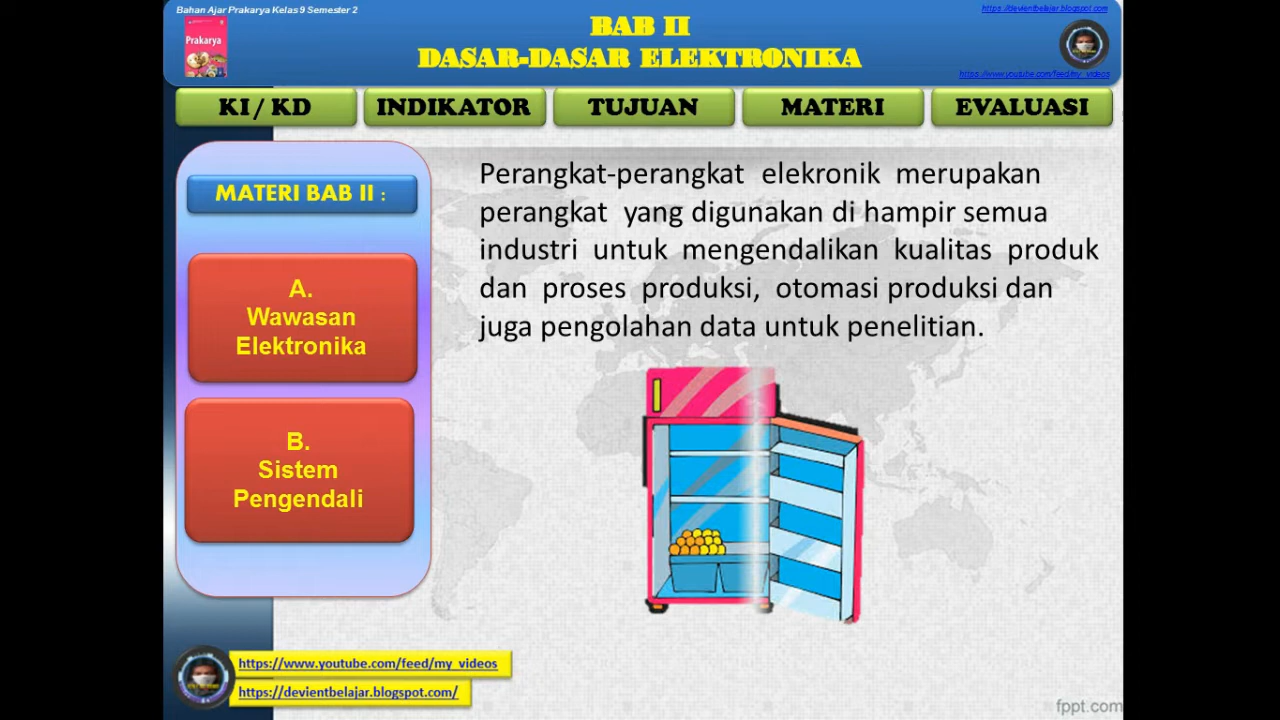 Bahan Ajar Prakarya Kelas 9 Semester 2
https://devientbelajar.blogspot.com
Prakarya
BAB II
DASAR-DASAR ELEKTRONIKA
https://www.youtube.com/feed/my_videos
KI / KD
INDIKATOR
TUJUAN
MATERI
EVALUASI
MATERI BAB II :
A.
Wawasan
Elektronika
B.
Sistem
Pengendali
Perangkat-perangkat elekronik merupakan
perangkat yang digunakan di hampir semua
industri untuk mengendalikan kualitas produk
dan proses produksi, otomasi produksi dan
juga pengolahan data untuk penelitian.
https://www.youtube.com/feed/my_videos
https://devientbelajar.blogspot.com/
fppt.com